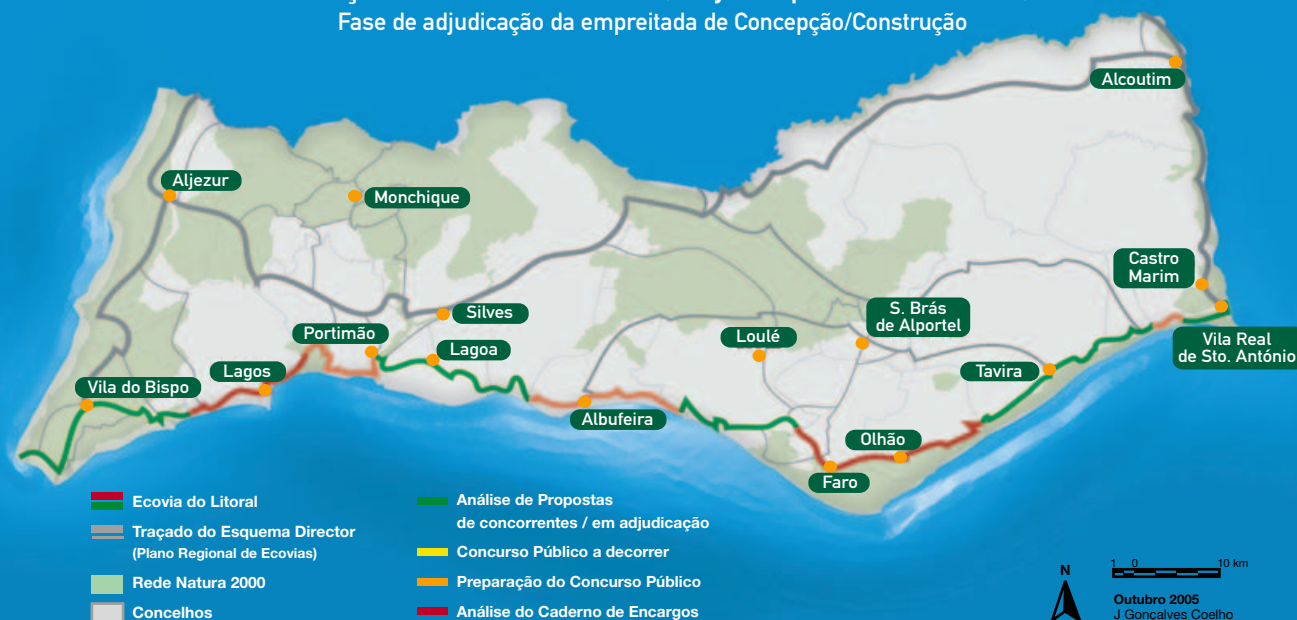 Fase de adjudicação da empreitada de Concepção/Construção
Alcoutim
Aljezur
Monchique
Castro
Marim
Silves
S. Brás
de Alportel
Portimão
Loulé
Vila Real
de Sto. António
Lagoa
Lagos
Tavira
Vila do Bispo
Albufeira
Olhão
Faro
Ecovia do Litoral
Traçado do Esquema Director
(Plano Regional de Ecovias)
Rede Natura 2000
Concelhos
Análise de Propostas
de concorrentes / em adjudicação
Concurso Público a decorrer
Preparação do Concurso Público
Análise do Caderno de Encargos
N
1 0 10 km
Outubro 2005
J Gonçalves Coelho